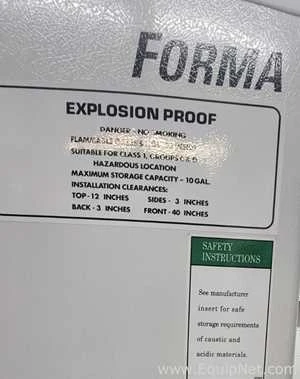 FORMA
EXPLOSION PROOF
DANGER - NO SMOKING
FLAMMABLE
SUITABLE FOR CLASS 1, GROUPS C & D
HAZARDOUS LOCATION
MAXIMUM STORAGE CAPACITY - 10 GAL.
INSTALLATION CLEARANCES:
TOP-12 INCHES SIDES - 3 INCHES
BACK - 3 INCHES FRONT - 40 INCHES
SAFETY
INSTRUCTIONS
See manufacturer
insert for safe
storage requirements
of caustic and
acidic materials.
Copyright
EquipNet.com